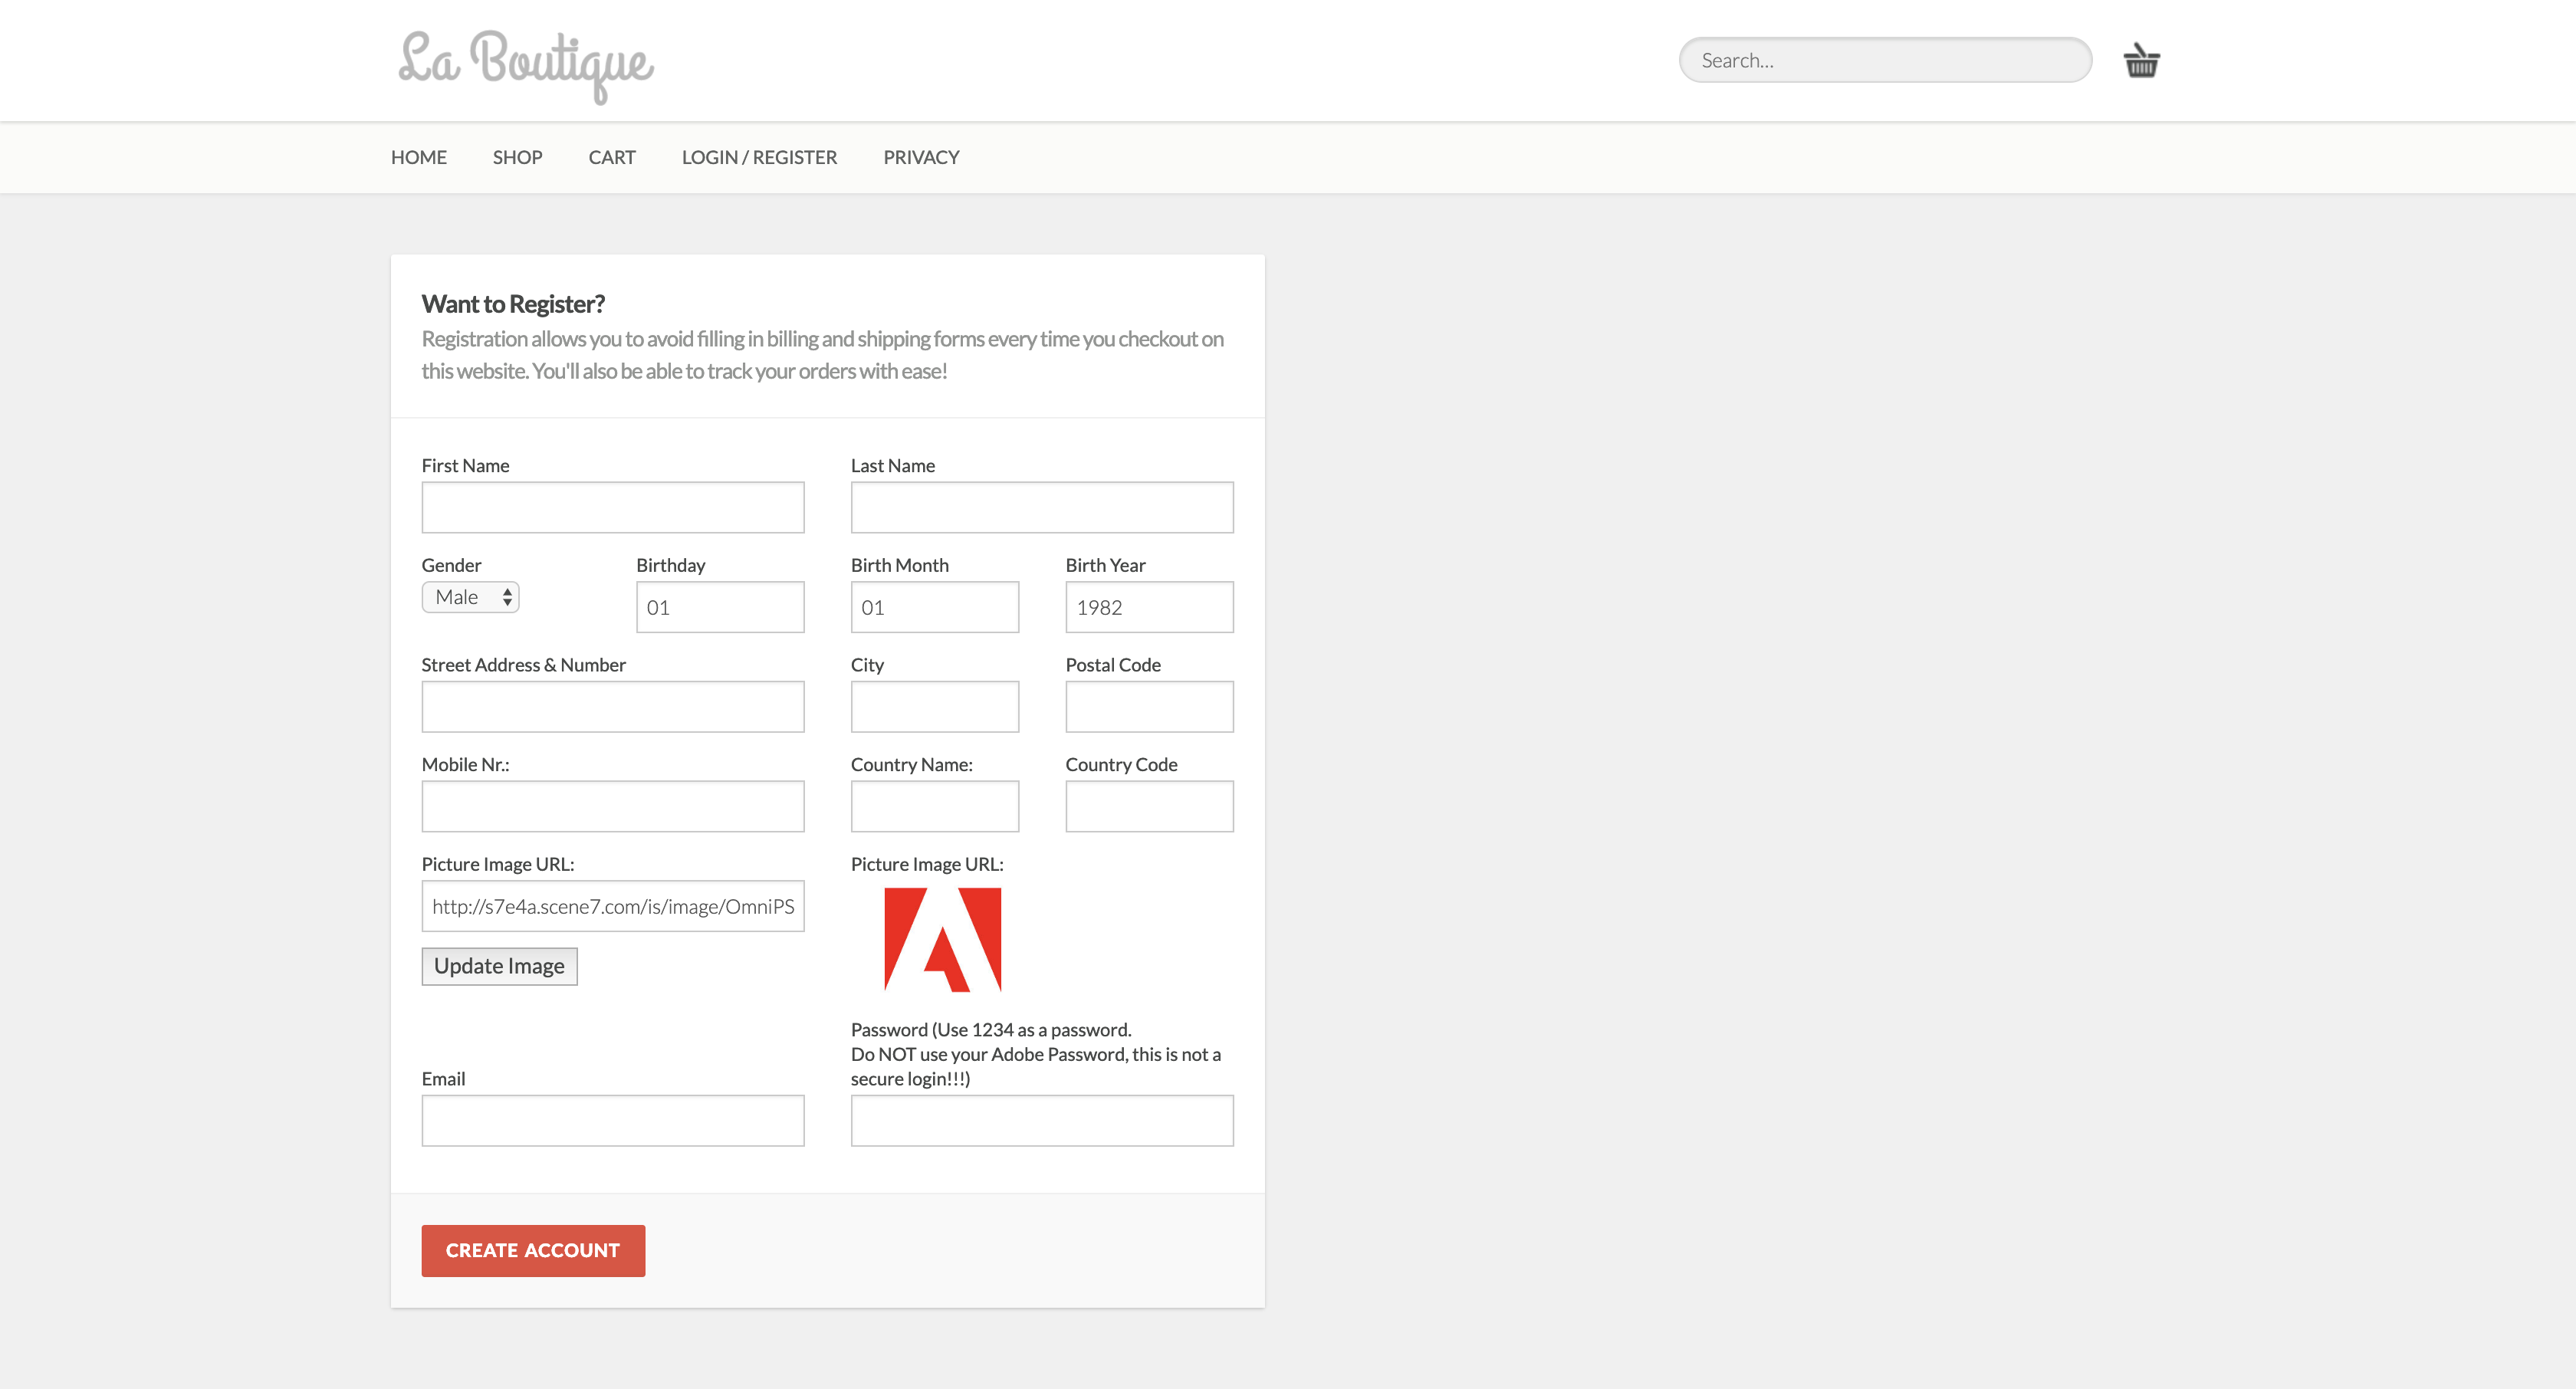 La Boutique
Search...
HOME SHOP CART LOGIN / REGISTER PRIVACY
Want to Register?
Registration allows you to avoid filling in billing and shipping forms every time you checkout on
this website. You'll also be able to track your orders with ease!
First Name Last Name
Gender Birthday Birth Month Birth Year
Male 01 01 1982
Street Address & Number City Postal Code
Mobile Nr.: Country Name: Country Code
Picture Image URL: Picture Image URL:
http://s7e4a.scene7.com/is/image/OmniPS
Update Image
Password (Use 1234 as a password.
Do NOT use your Adobe Password, this is not a
Email secure login!!!)
CREATE ACCOUNT